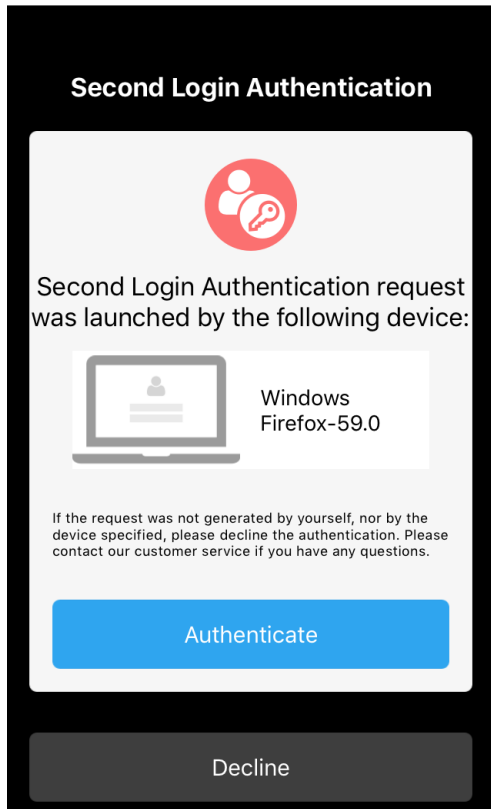 Second Login Authentication
Second Login Authentication request
was launched by the following device:
Windows
Firefox-59.0
If the request was not generated by yourself, nor by the
device specified, please decline the authentication. Please
contact our customer service if you have any questions.
Authenticate
Decline